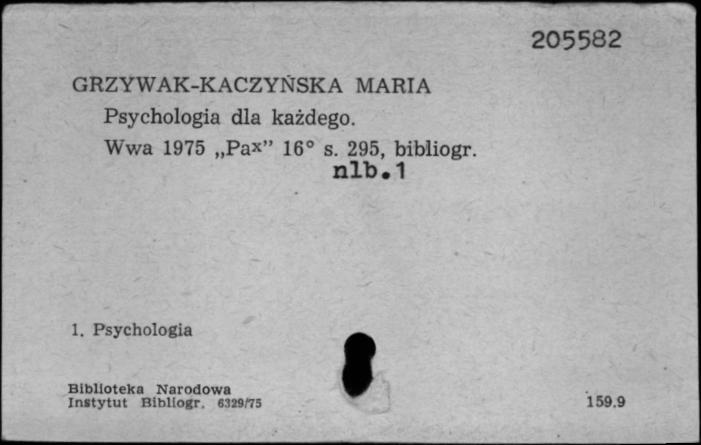 205582
GRZYWAK-KACZYŃSKA MARIA
Psychologia dla każdego.
Wwa 1975 „Pax” 16° s. 295, bibliogr.
nlb.1
1. Psychologia
Biblioteka Narodowa
Instytut Bibliogr. 6329/75
159.9